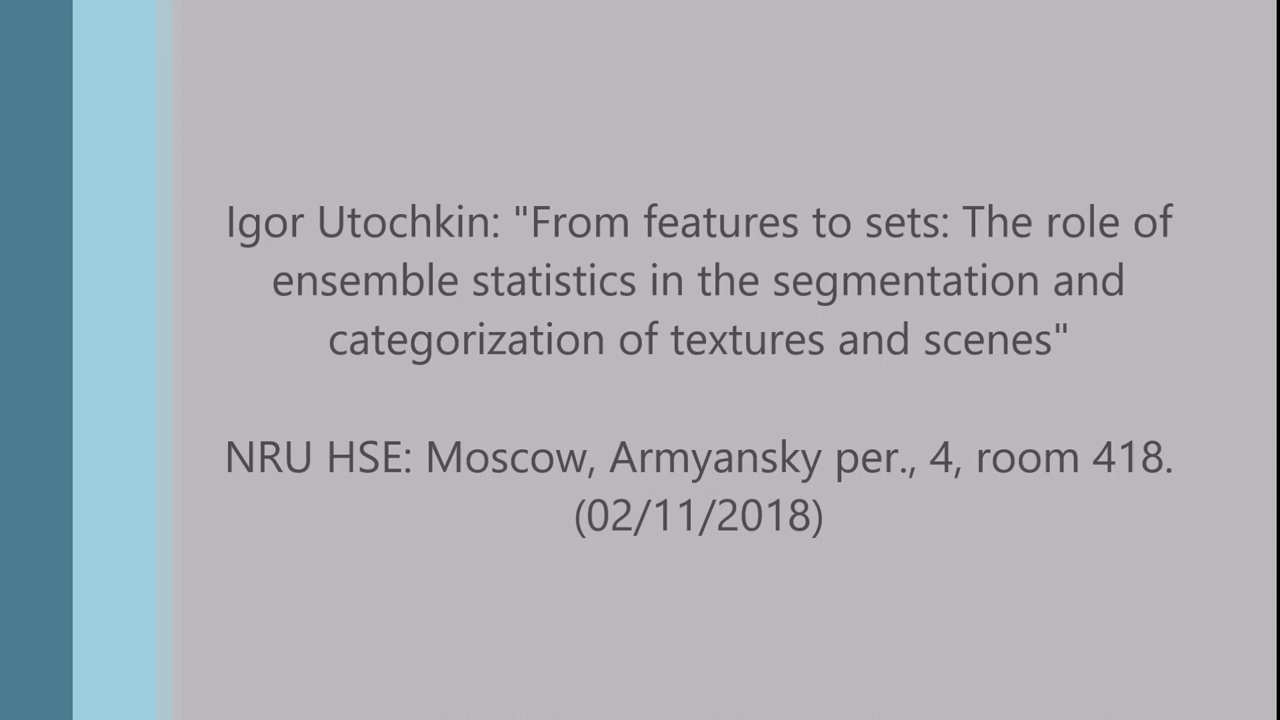 Igor Utochkin: "From features to sets: The role of
ensemble statistics in the segmentation and
categorization of textures and scenes"
NRU HSE: Moscow, Armyansky per., 4, room 418.
(02/11/2018)